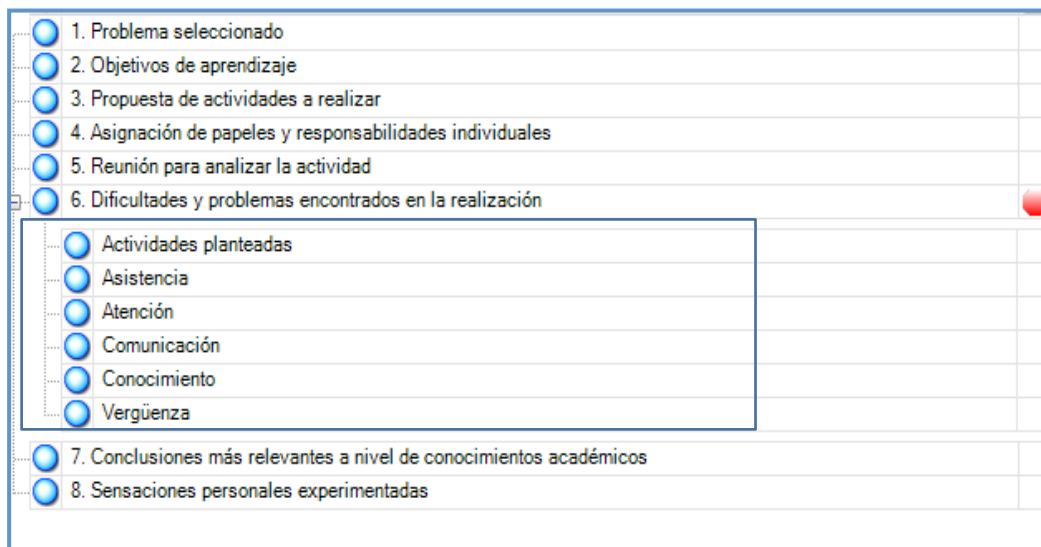 1. Problema seleccionado
2. Objetivos de aprendizaje
3. Propuesta de actividades a realizar
4. Asignación de papeles y responsabilidades individuales
5. Reunión para analizar la actividad
6. Dificultades y problemas encontrados en la realización
Actividades planteadas
Asistencia
Atención
Comunicación
Conocimiento
Vergüenza
7. Conclusiones más relevantes a nivel de conocimientos académicos
8. Sensaciones personales experimentadas